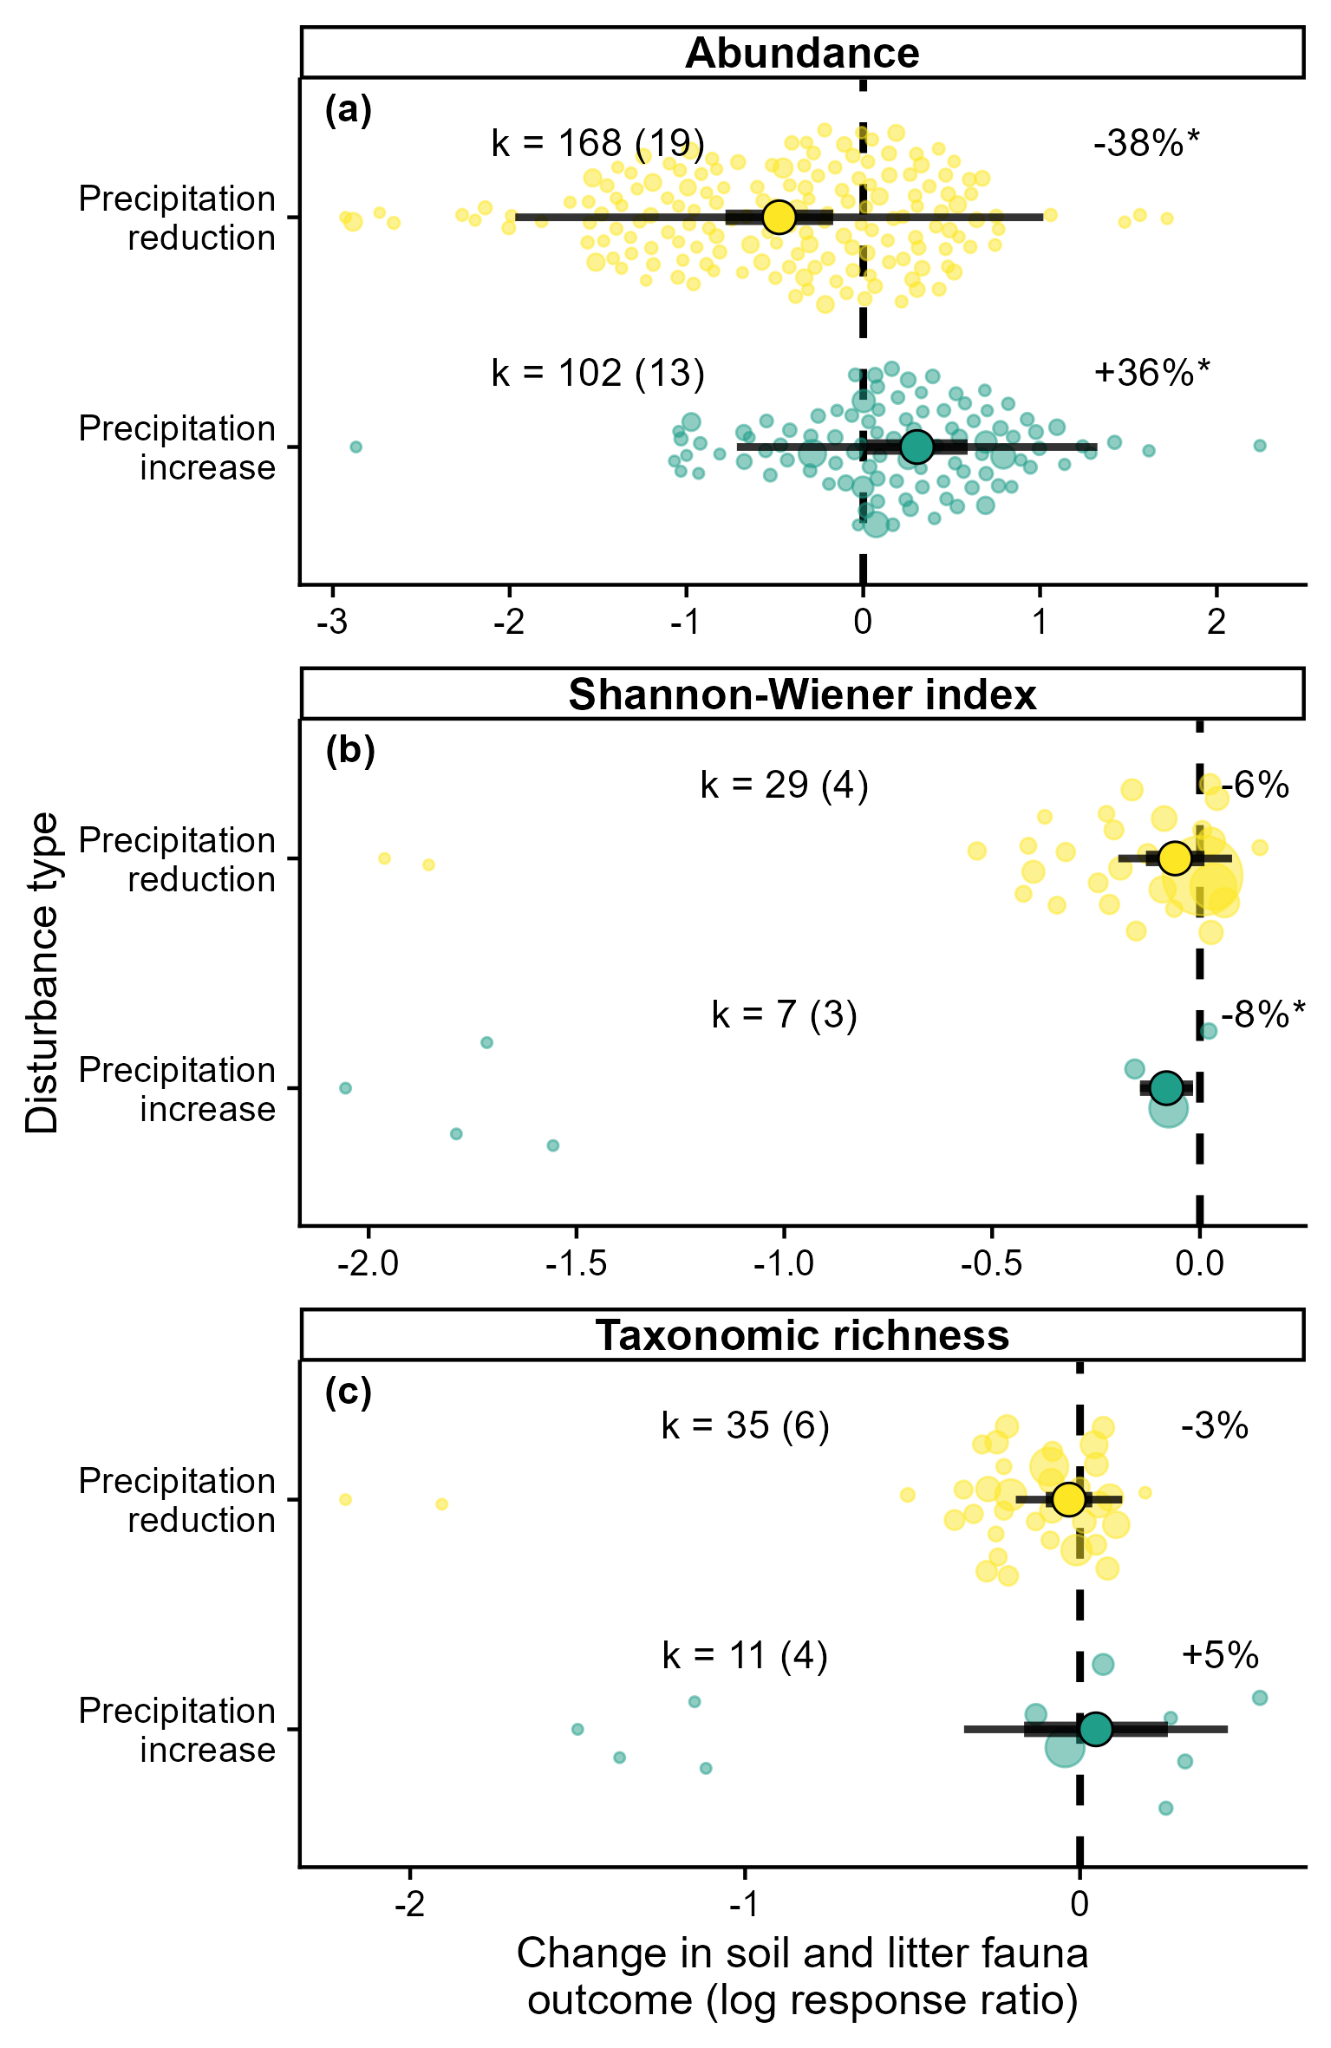 Abundance
(a)
k = 168 (19)
-38%*
Precipitation
reduction
k = 102 (13)
+36%*
Precipitation
increase
-3
-2
-1
0
1
2
Shannon-Wiener index
(b)
k = 29 (4)
-6%
Precipitation
reduction
k = 7 (3)
-8%*
Precipitation
increase
-2.0
-1.5
-1.0
-0.5
0.0
Disturbance type
Taxonomic richness
(c)
k = 35 (6)
-3%
Precipitation
reduction
k = 11 (4)
+5%
Precipitation
increase
-2
-1
0
Change in soil and litter fauna
outcome (log response ratio)